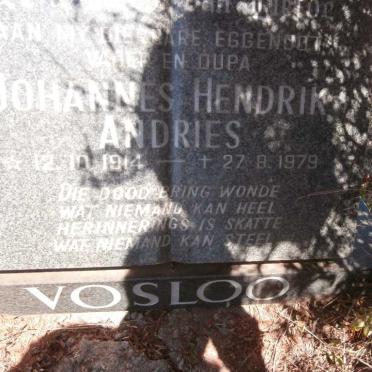 AAN MY DIERBARE EGGENOOT
VADER EN OUPA
JOHANNES HENDRIK
ANDRIES
* 12.10.1914 — + 27.8.1979
DIE DOOD BRING WONDE
WAT NIEMAND KAN HEEL
HERINNERINGS IS SKATTE
WAT NIEMAND KAN STEEL
VOSLOO